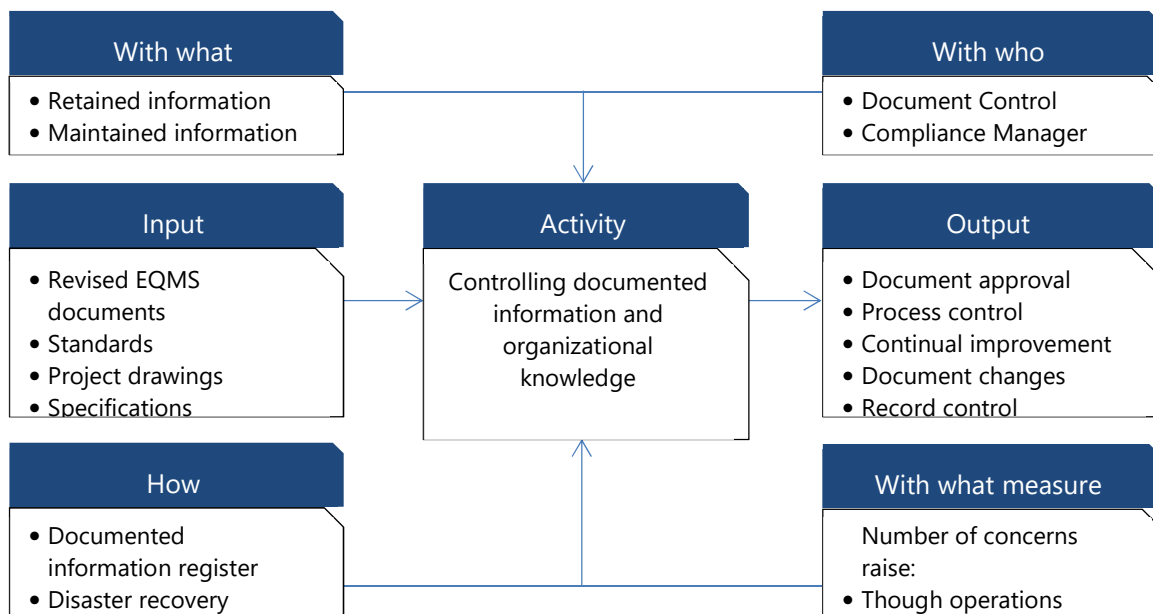 With what
• Retained information
• Maintained information
With who
• Document Control
• Compliance Manager
Input
• Revised EQMS
documents
• Standards
• Project drawings
• Specifications
Activity
Controlling documented
information and
organizational
knowledge
Output
• Document approval
• Process control
• Continual improvement
• Document changes
• Record control
How
• Documented
information register
• Disaster recovery
With what measure
Number of concerns
raise:
• Though operations